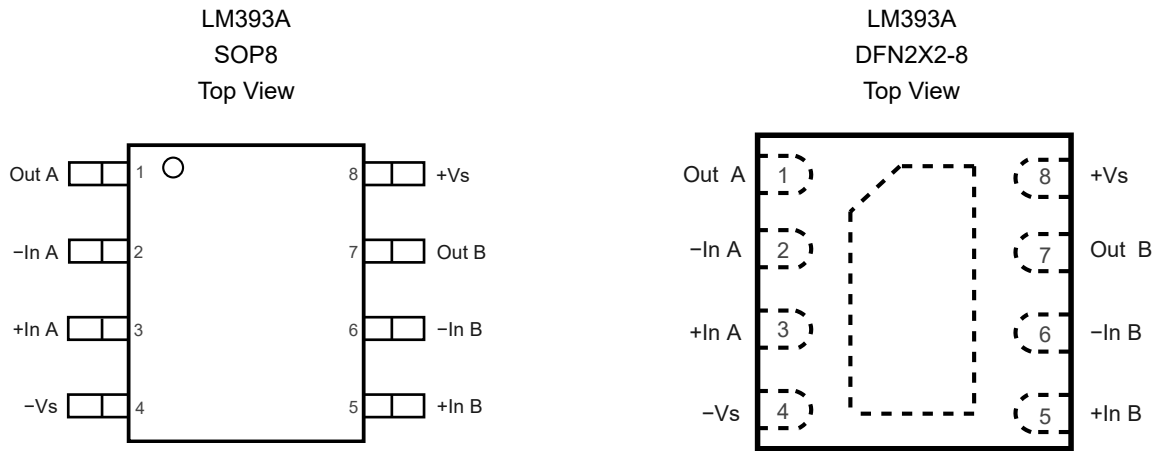 LM393A
SOP8
Top View
Out A 1 8 +Vs
−In A 2 7 Out B
+In A 3 6 −In B
−Vs 4 5 +In B
LM393A
DFN2X2-8
Top View
Out A 1 8 +Vs
−In A 2 7 Out B
+In A 3 6 −In B
−Vs 4 5 +In B